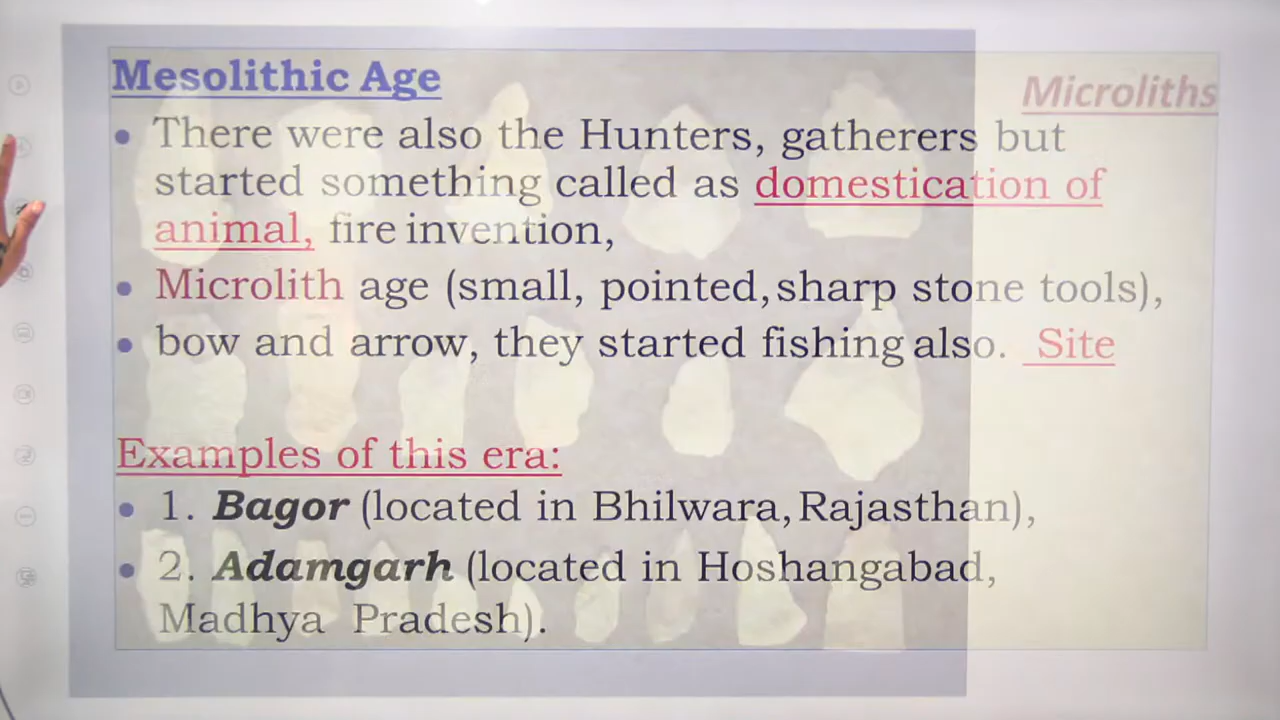 Mesolithic Age
Microliths
• There were also the Hunters, gatherers but
started something called as domestication of
animal, fire invention,
• Microlith age (small, pointed, sharp stone tools),
• bow and arrow, they started fishing also. Site
Examples of this era:
• 1. Bagor (located in Bhilwara, Rajasthan),
• 2. Adamgarh (located in Hoshangabad,
Madhya Pradesh).